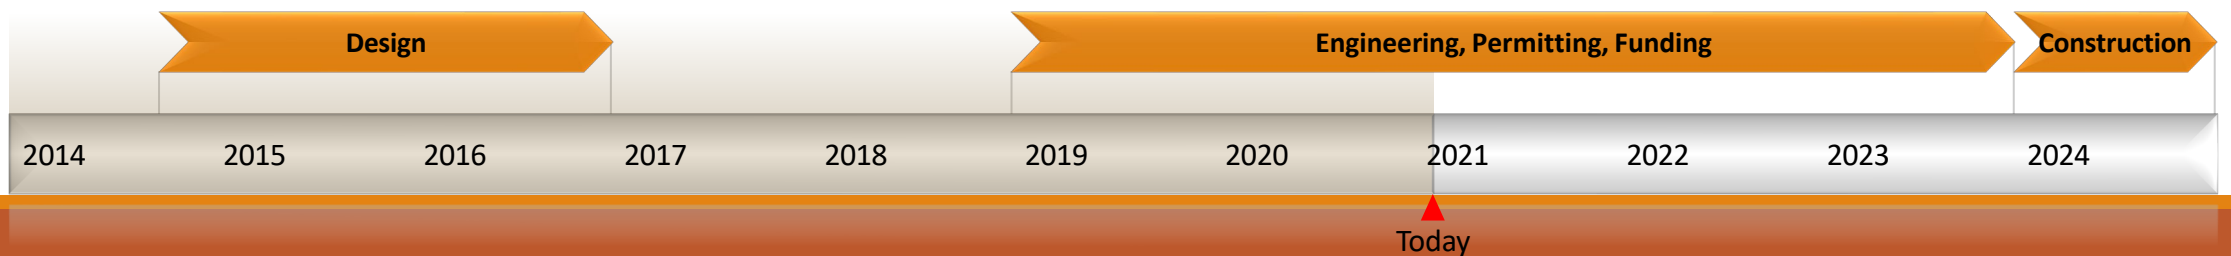 Design
Engineering, Permitting, Funding
Construction
2014 2015 2016 2017 2018 2019 2020 2021 2022 2023 2024
Today